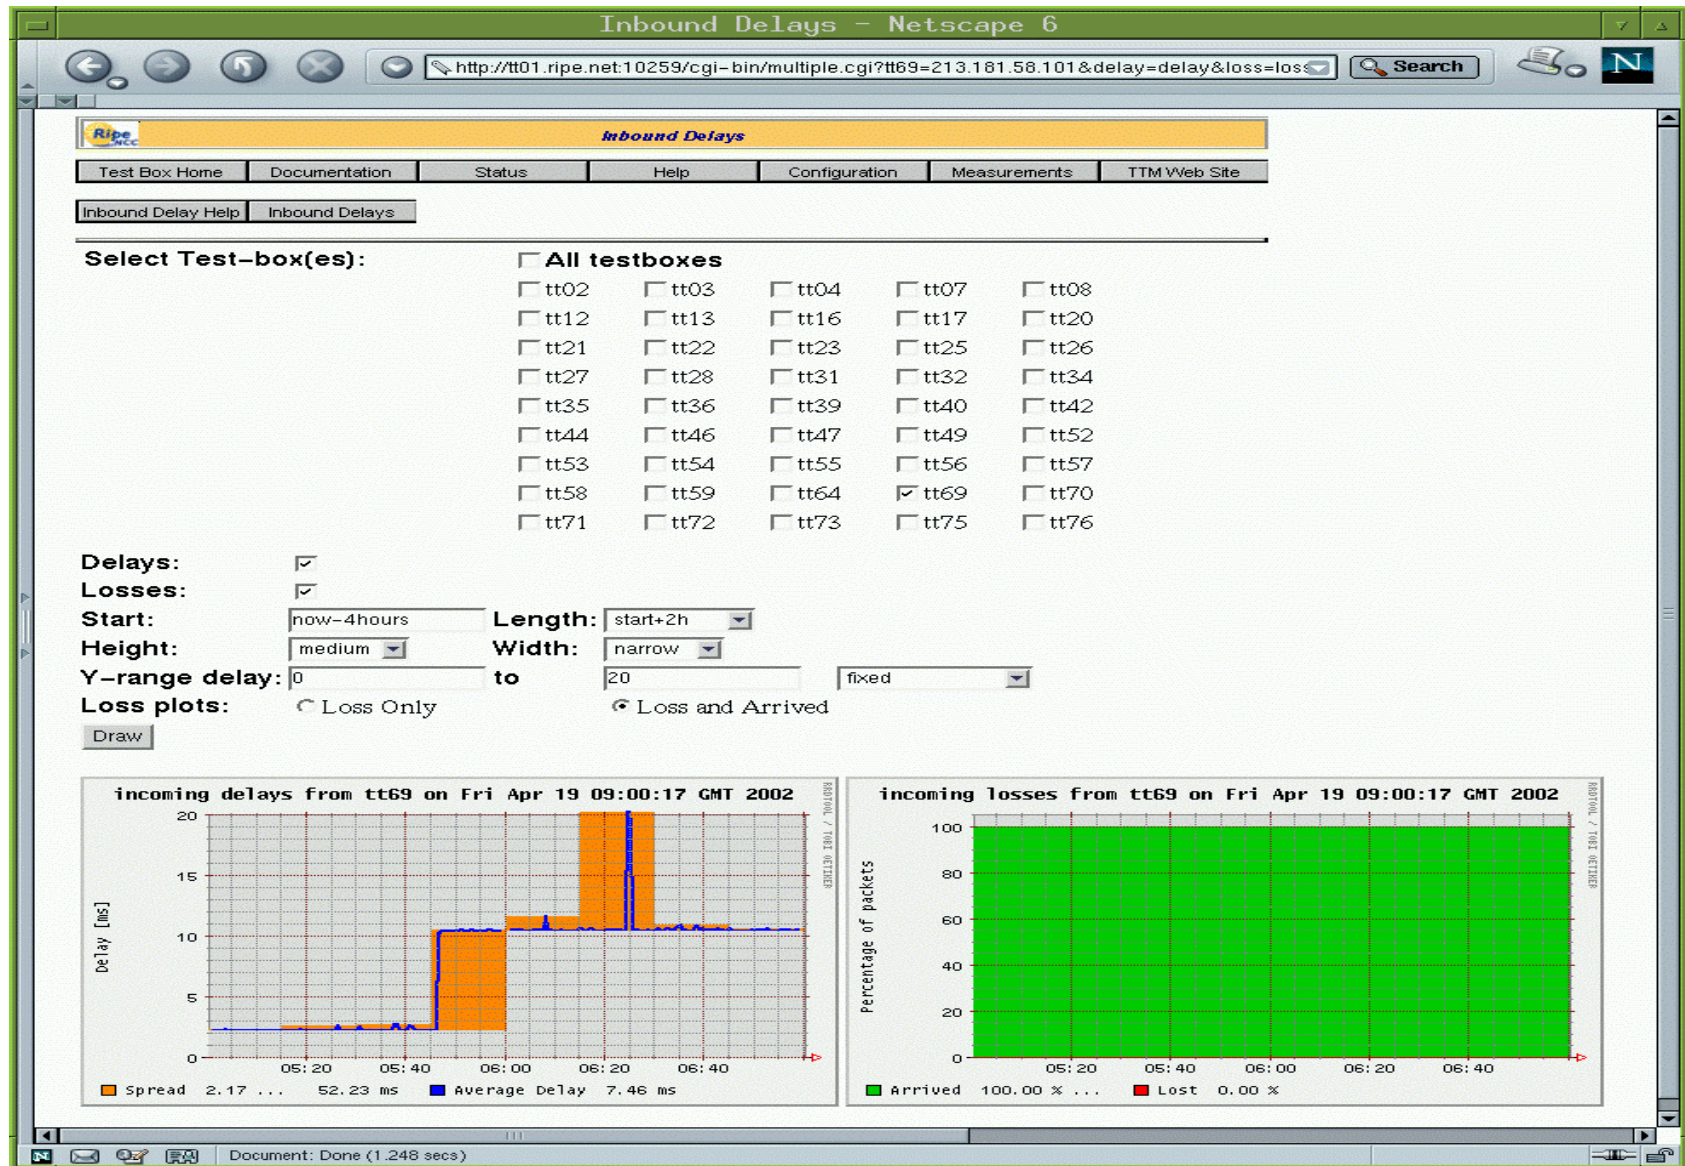 Inbound Delays - Netscape 6
http://tt01.ripe.net:10259/cgi-bin/multiple.cgi?tt69=213.181.58.101&delay=delay&loss=loss
Search
N
Ripe NCC
Inbound Delays
Test Box Home Documentation Status Help Configuration Measurements TTM Web Site
Inbound Delay Help Inbound Delays
Select Test-box(es): All testboxes
tt02 tt03 tt04 tt07 tt08
tt12 tt13 tt16 tt17 tt20
tt21 tt22 tt23 tt25 tt26
tt27 tt28 tt31 tt32 tt34
tt35 tt36 tt39 tt40 tt42
tt44 tt46 tt47 tt49 tt52
tt53 tt54 tt55 tt56 tt57
tt58 tt59 tt64 tt69 tt70
tt71 tt72 tt73 tt75 tt76
Delays:
Losses:
Start: now-4hours Length: start+2h
Height: medium Width: narrow
Y-range delay: 0 to 20 fixed
Loss plots: Loss Only Loss and Arrived
Draw
incoming delays from tt69 on Fri Apr 19 09:00:17 GMT 2002
RRDTOOL / TOBI OETIKER
Delay [ms]
20
15
10
5
0
05:20 05:40 06:00 06:20 06:40
Spread 2.17 ... 52.23 ms Average Delay 7.46 ms
incoming losses from tt69 on Fri Apr 19 09:00:17 GMT 2002
RRDTOOL / TOBI OETIKER
Percentage of packets
100
80
60
40
20
0
05:20 05:40 06:00 06:20 06:40
Arrived 100.00 % ... Lost 0.00 %
N
Document: Done (1.248 secs)